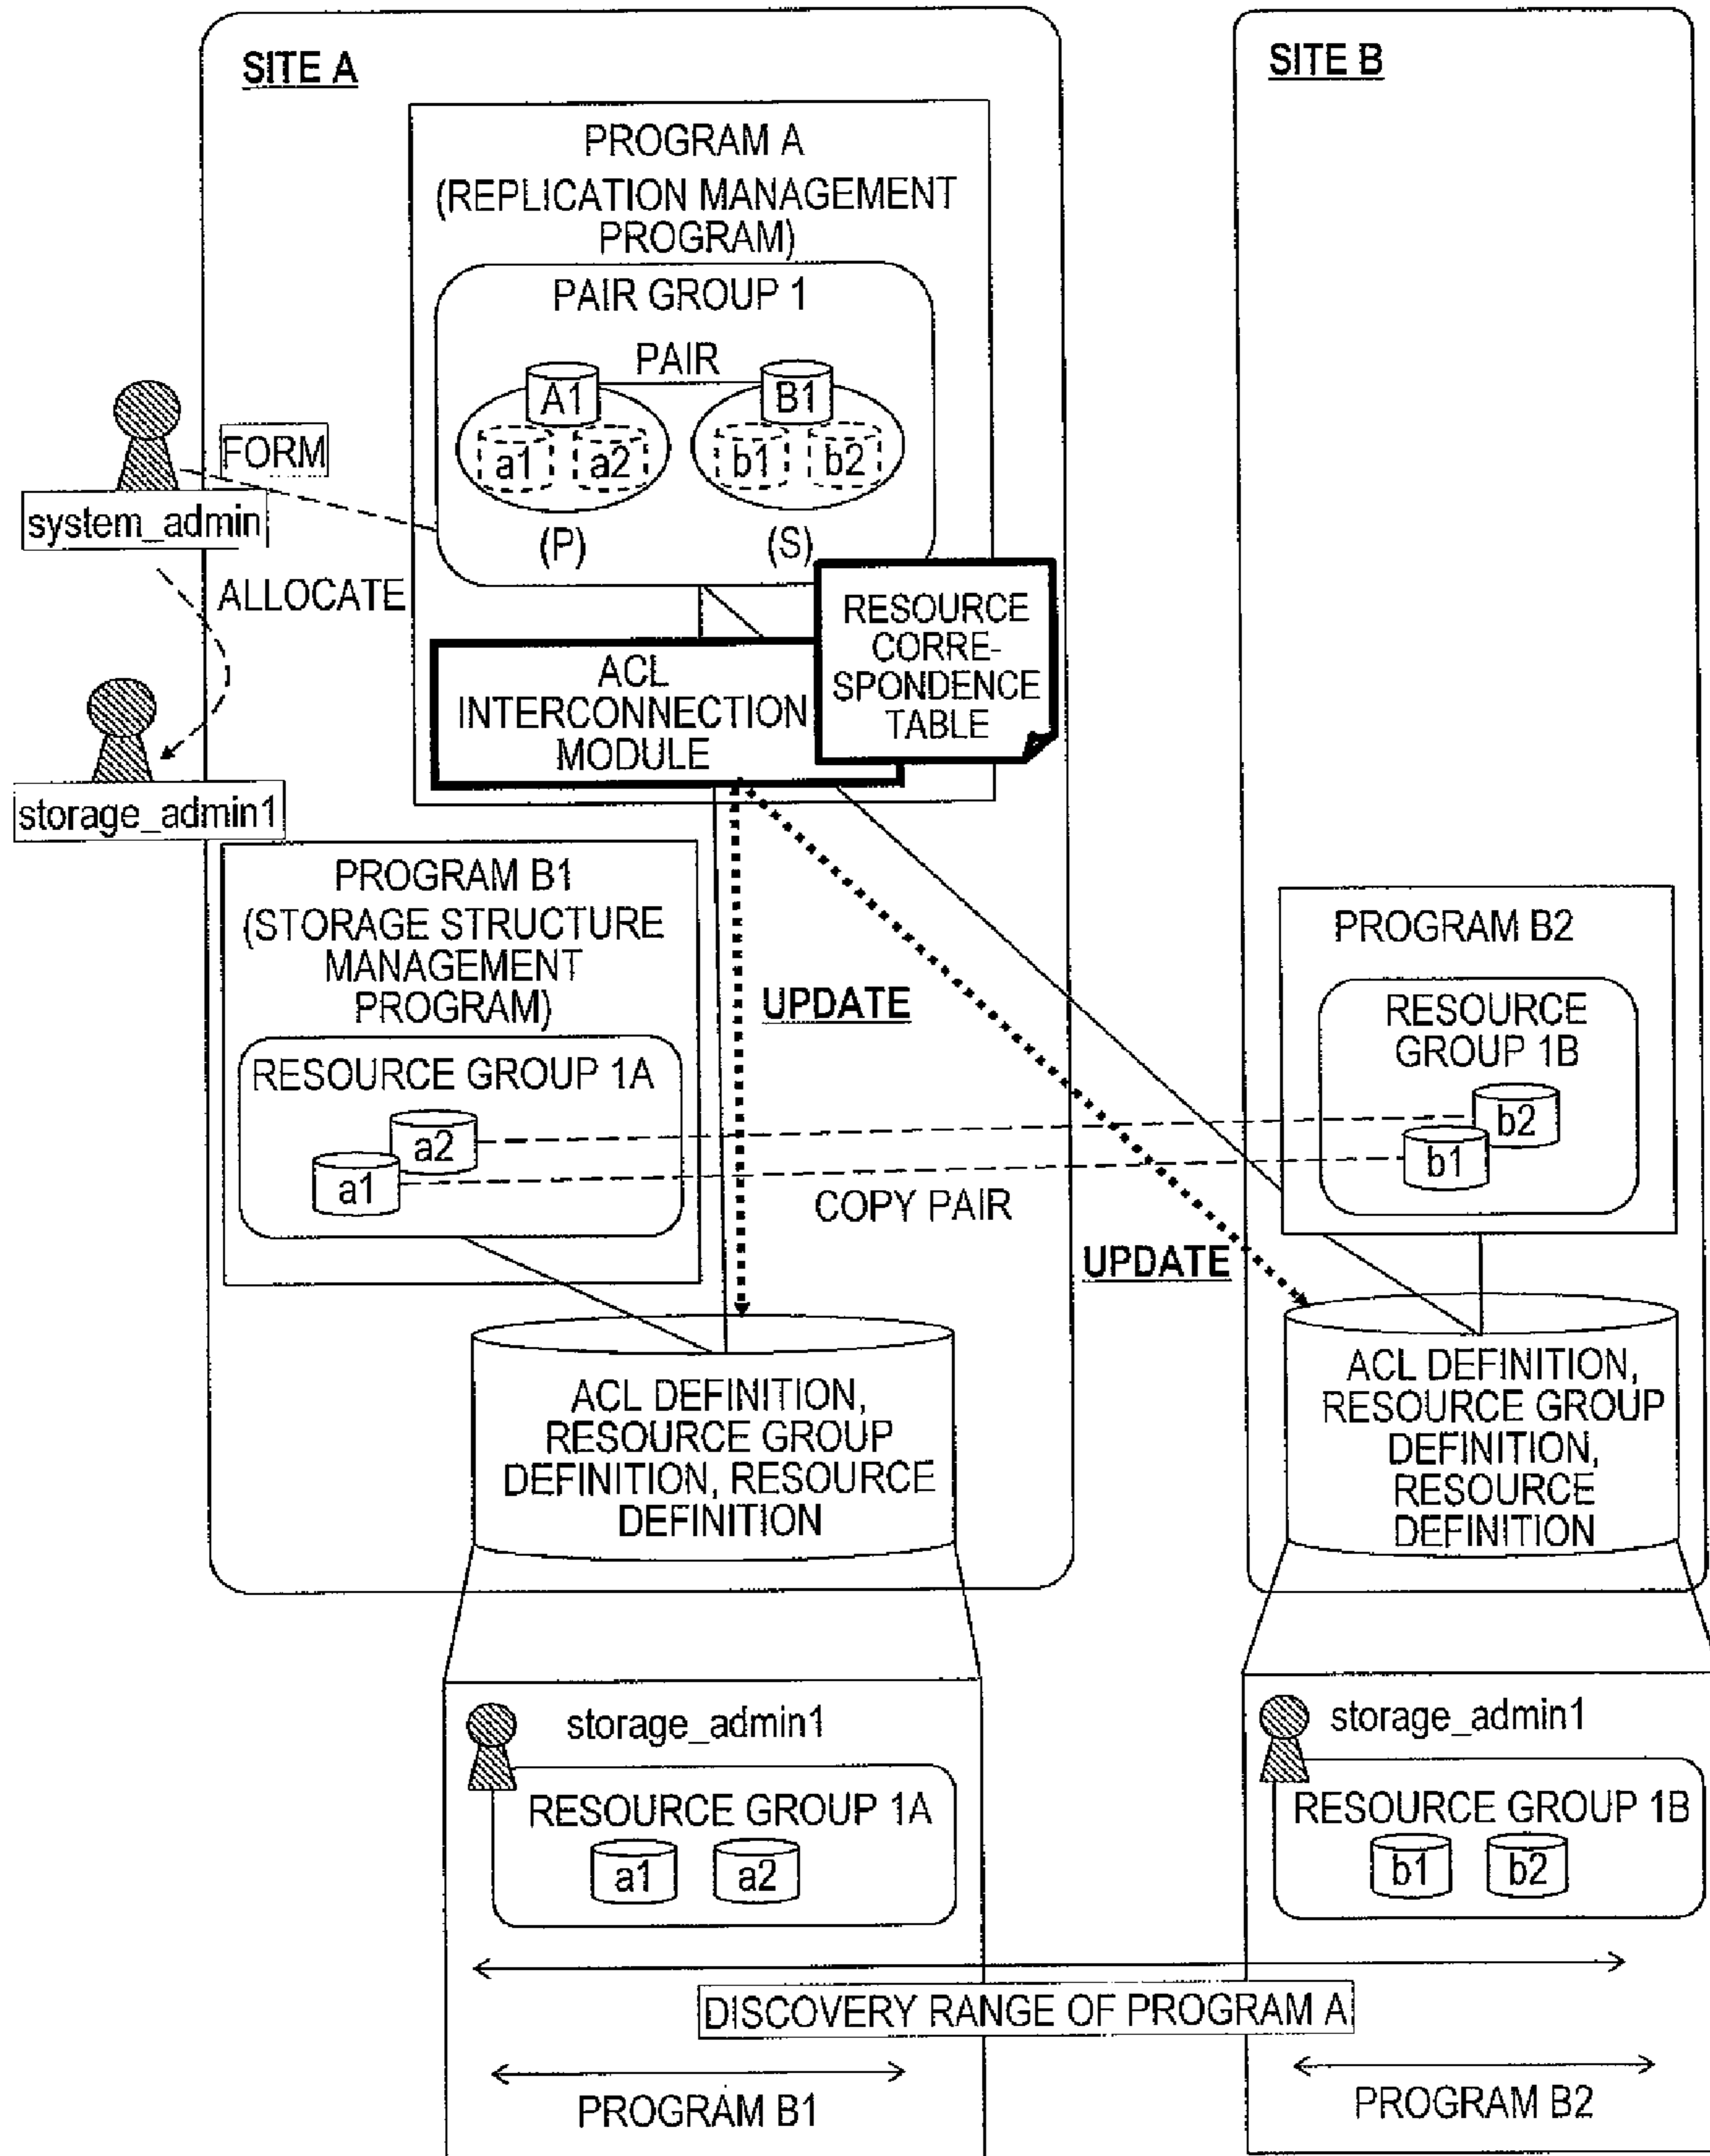 SITE A
SITE B
PROGRAM A
(REPLICATION MANAGEMENT
PROGRAM)
PAIR GROUP 1
PAIR
A1
B1
a1
a2
b1
b2
(P)
(S)
FORM
system_admin
ALLOCATE
storage_admin1
RESOURCE
CORRE-
SPONDENCE
TABLE
ACL
INTERCONNECTION
MODULE
PROGRAM B1
(STORAGE STRUCTURE
MANAGEMENT
PROGRAM)
RESOURCE GROUP 1A
a2
a1
UPDATE
PROGRAM B2
RESOURCE
GROUP 1B
b2
b1
COPY PAIR
UPDATE
ACL DEFINITION,
RESOURCE GROUP
DEFINITION, RESOURCE
DEFINITION
ACL DEFINITION,
RESOURCE GROUP
DEFINITION,
RESOURCE
DEFINITION
storage_admin1
RESOURCE GROUP 1A
a1
a2
storage_admin1
RESOURCE GROUP 1B
b1
b2
DISCOVERY RANGE OF PROGRAM A
PROGRAM B1
PROGRAM B2